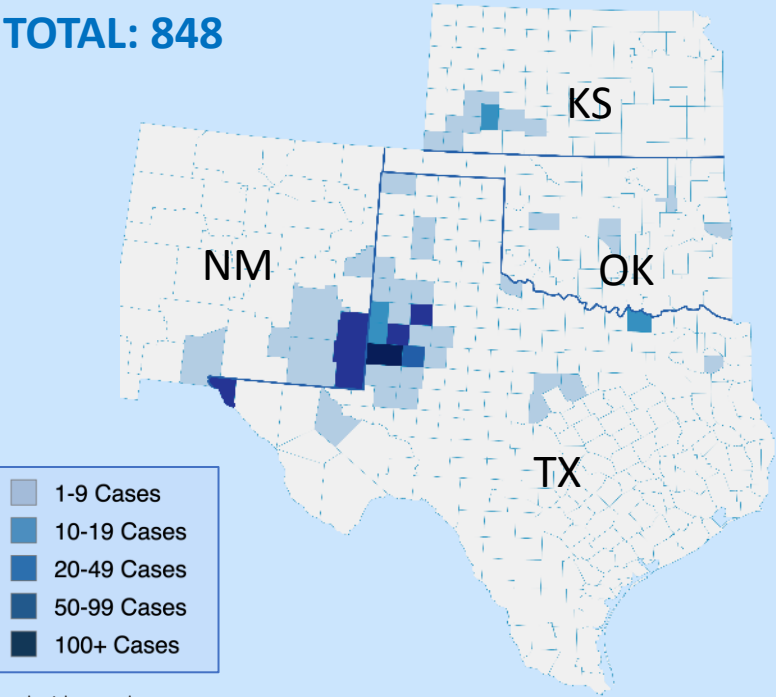 TOTAL: 848
KS
NM
OK
TX
1-9 Cases
10-19 Cases
20-49 Cases
50-99 Cases
100+ Cases